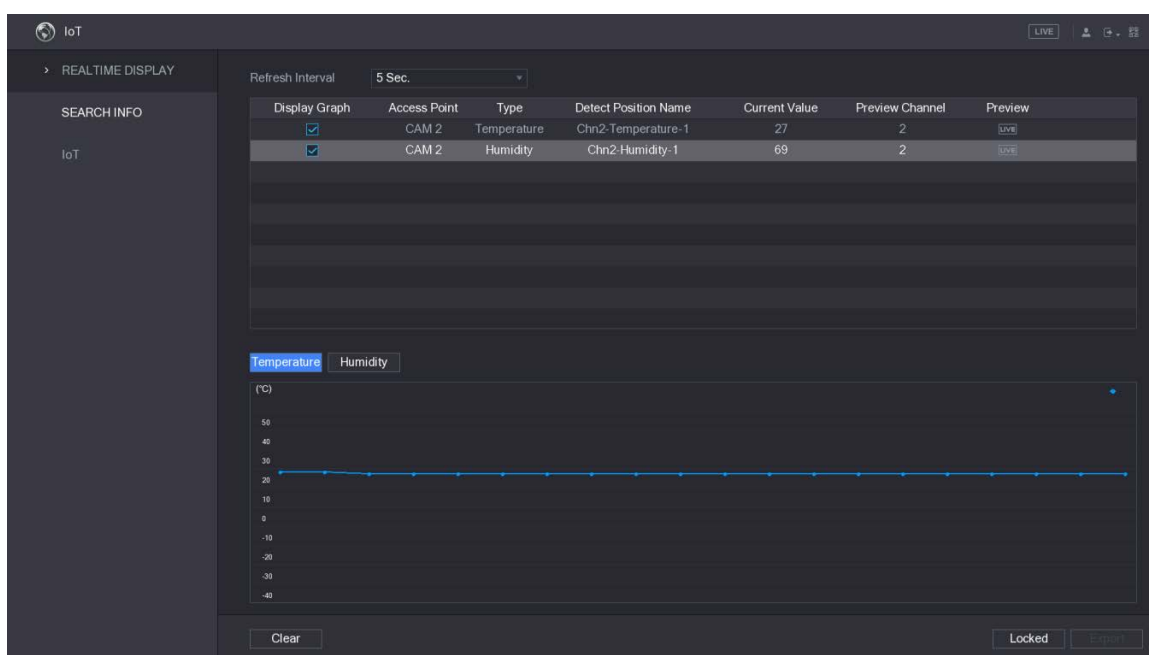 IoT LIVE
REALTIME DISPLAY
SEARCH INFO
IoT
Refresh Interval 5 Sec.
Display Graph Access Point Type Detect Position Name Current Value Preview Channel Preview
CAM 2 Temperature Chn2-Temperature-1 27 2 LIVE
CAM 2 Humidity Chn2-Humidity-1 69 2 LIVE
Temperature Humidity
(°C)
50
40
30
20
10
0
-10
-20
-30
-40
Clear Locked Export